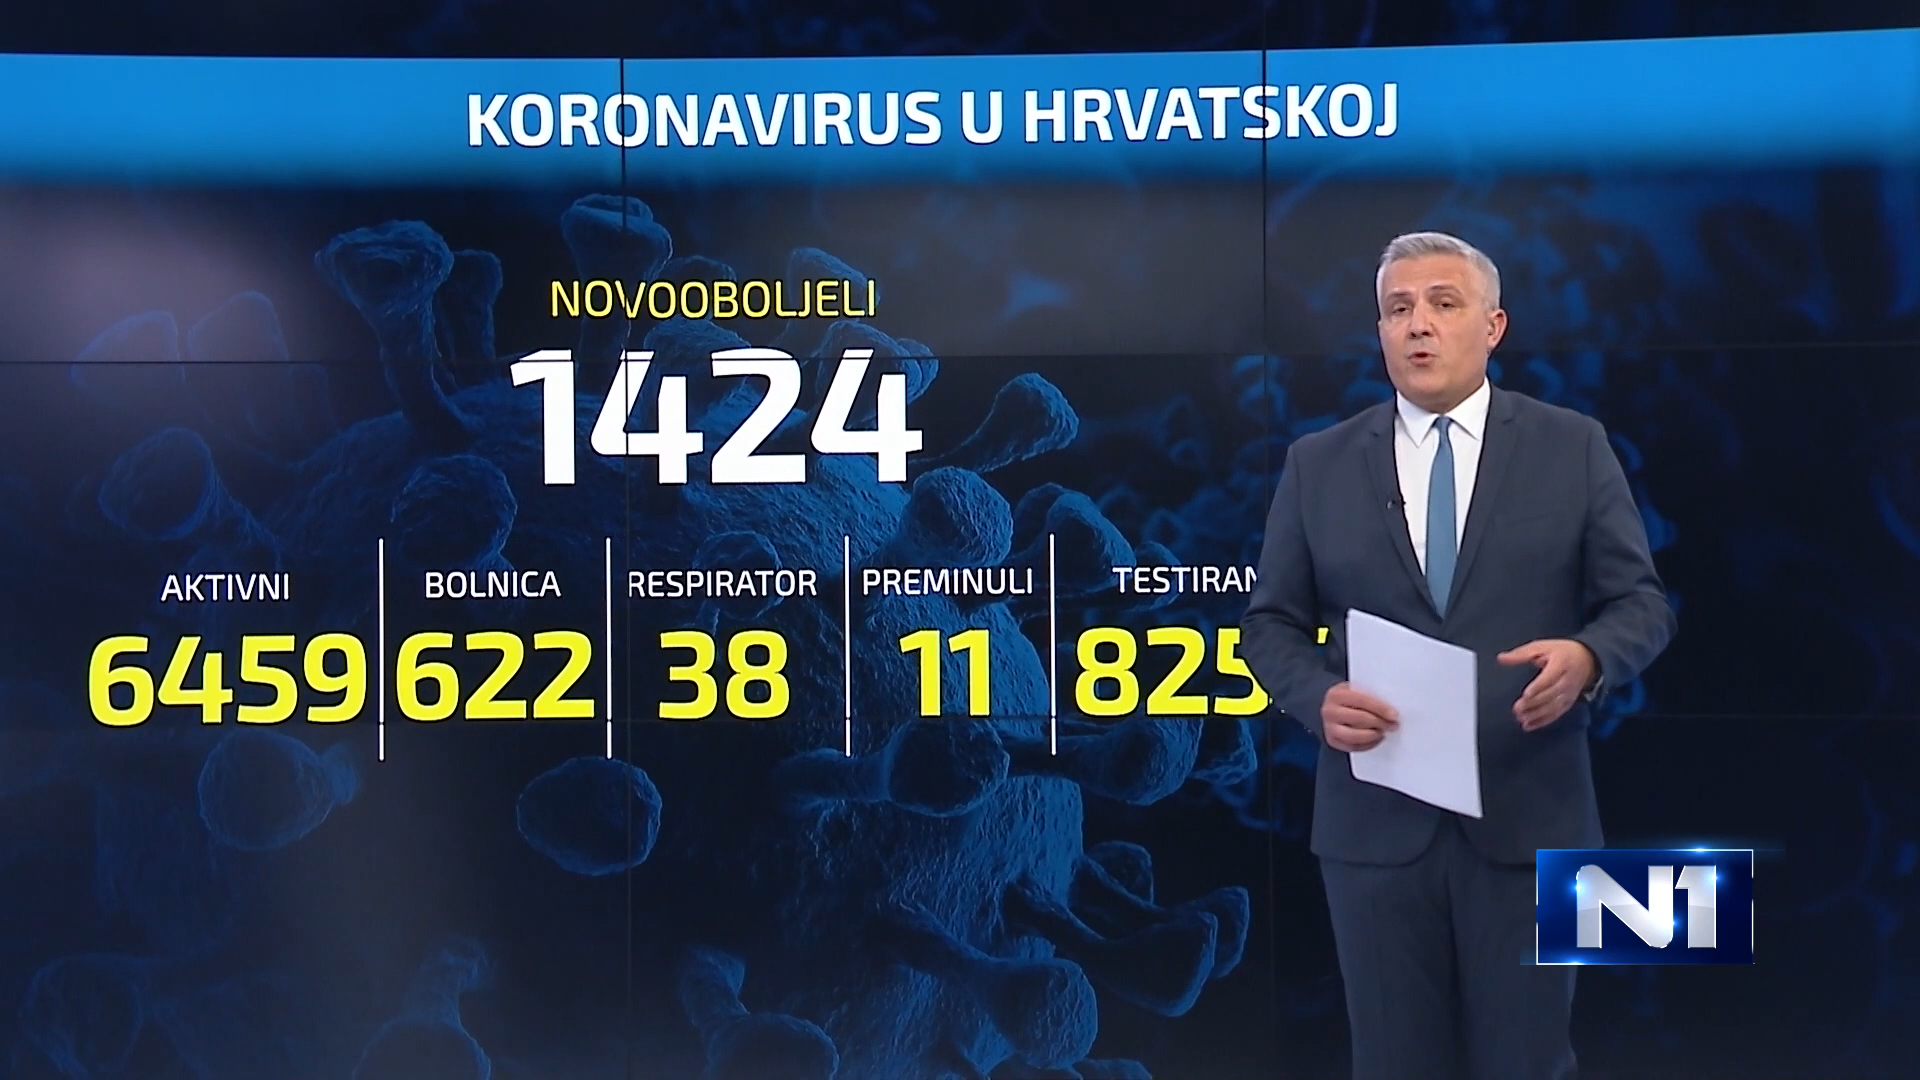 KORONAVIRUS U HRVATSKOJ
NOVOOBOLJELI
1424
AKTIVNI
BOLNICA
RESPIRATOR
PREMINULI
6459
622
38
11
N1